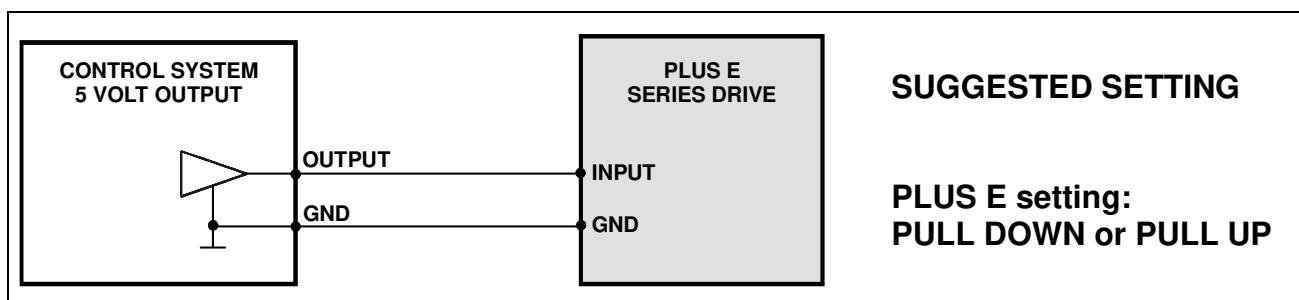 CONTROL SYSTEM
5 VOLT OUTPUT
OUTPUT
GND
PLUS E
SERIES DRIVE
INPUT
GND
SUGGESTED SETTING
PLUS E setting:
PULL DOWN or PULL UP